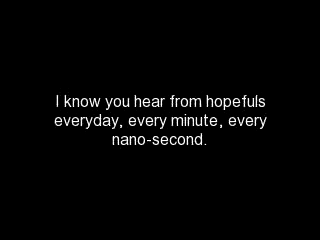 I know you hear from hopefuls
everyday, every minute, every
nano-second.